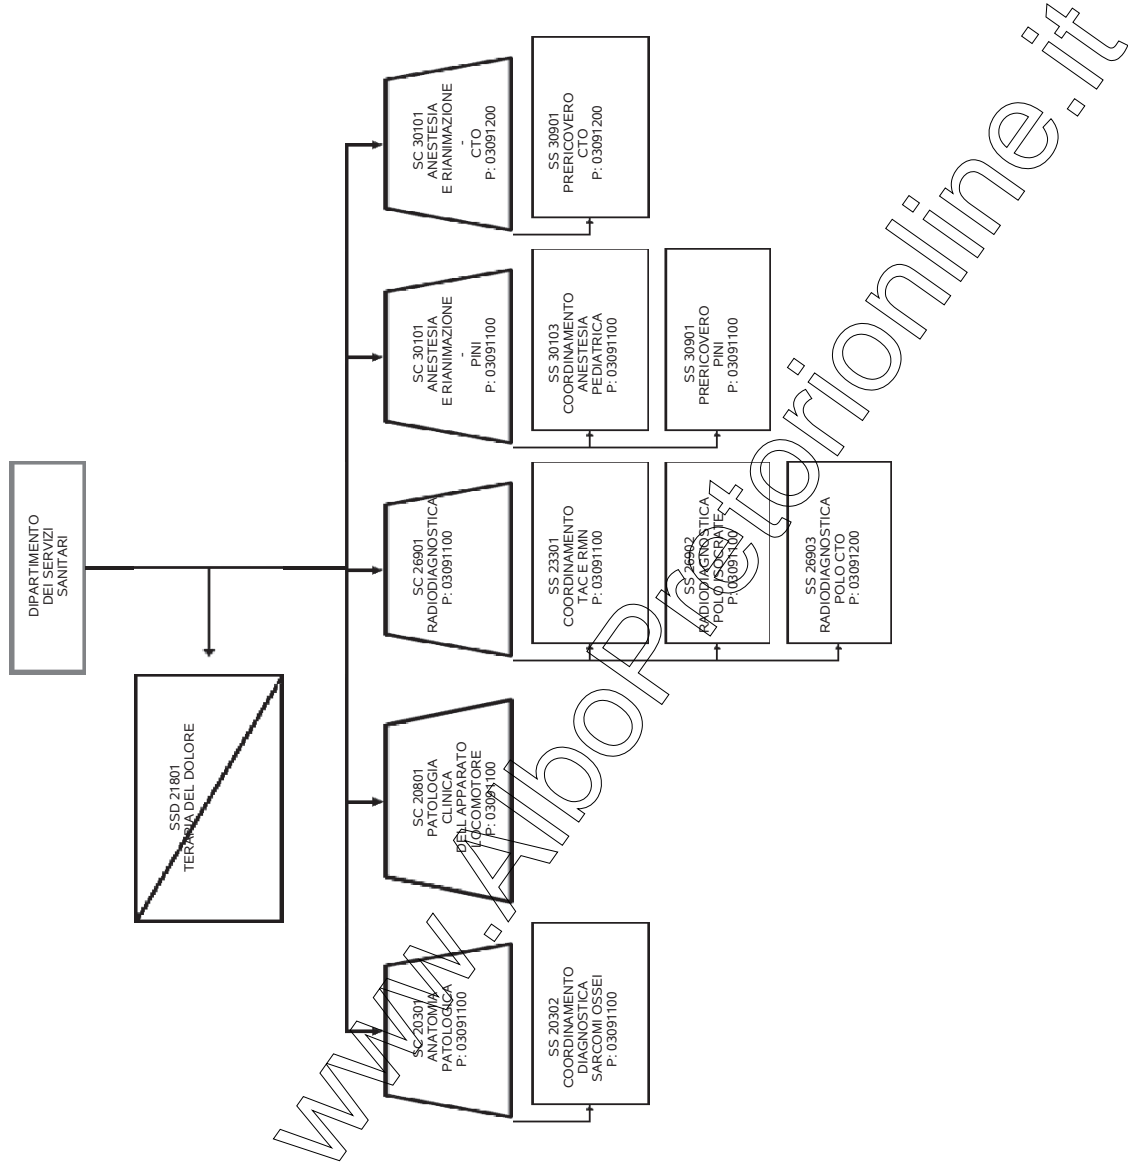 DIPARTIMENTO
DEI SERVIZI
SANITARI
SSD 21801
TERAPIA DEL DOLORE
SC 20301
ANATOMIA
PATOLOGICA
P: 03091100
SS 20302
COORDINAMENTO
DIAGNOSTICA
SARCOMI OSSEI
P: 03091100
SC 20801
PATOLOGIA
CLINICA
DELL APPARATO
LOCOMOTORE
P: 03091100
SC 26901
RADIODIAGNOSTICA
P: 03091100
SS 23301
COORDINAMENTO
TAC E RMN
P: 03091100
SS 26902
RADIODIAGNOSTICA
POLO ISOCRATE
P: 03091100
SS 26903
RADIODIAGNOSTICA
POLO CTO
P: 03091200
SC 30101
ANESTESIA
E RIANIMAZIONE
-
PINI
P: 03091100
SS 30103
COORDINAMENTO
ANESTESIA
PEDIATRICA
P: 03091100
SS 30901
PRERICOVERO
PINI
P: 03091100
SC 30101
ANESTESIA
E RIANIMAZIONE
-
CTO
P: 03091200
SS 30901
PRERICOVERO
CTO
P: 03091200
www.AlboPretorionline.it